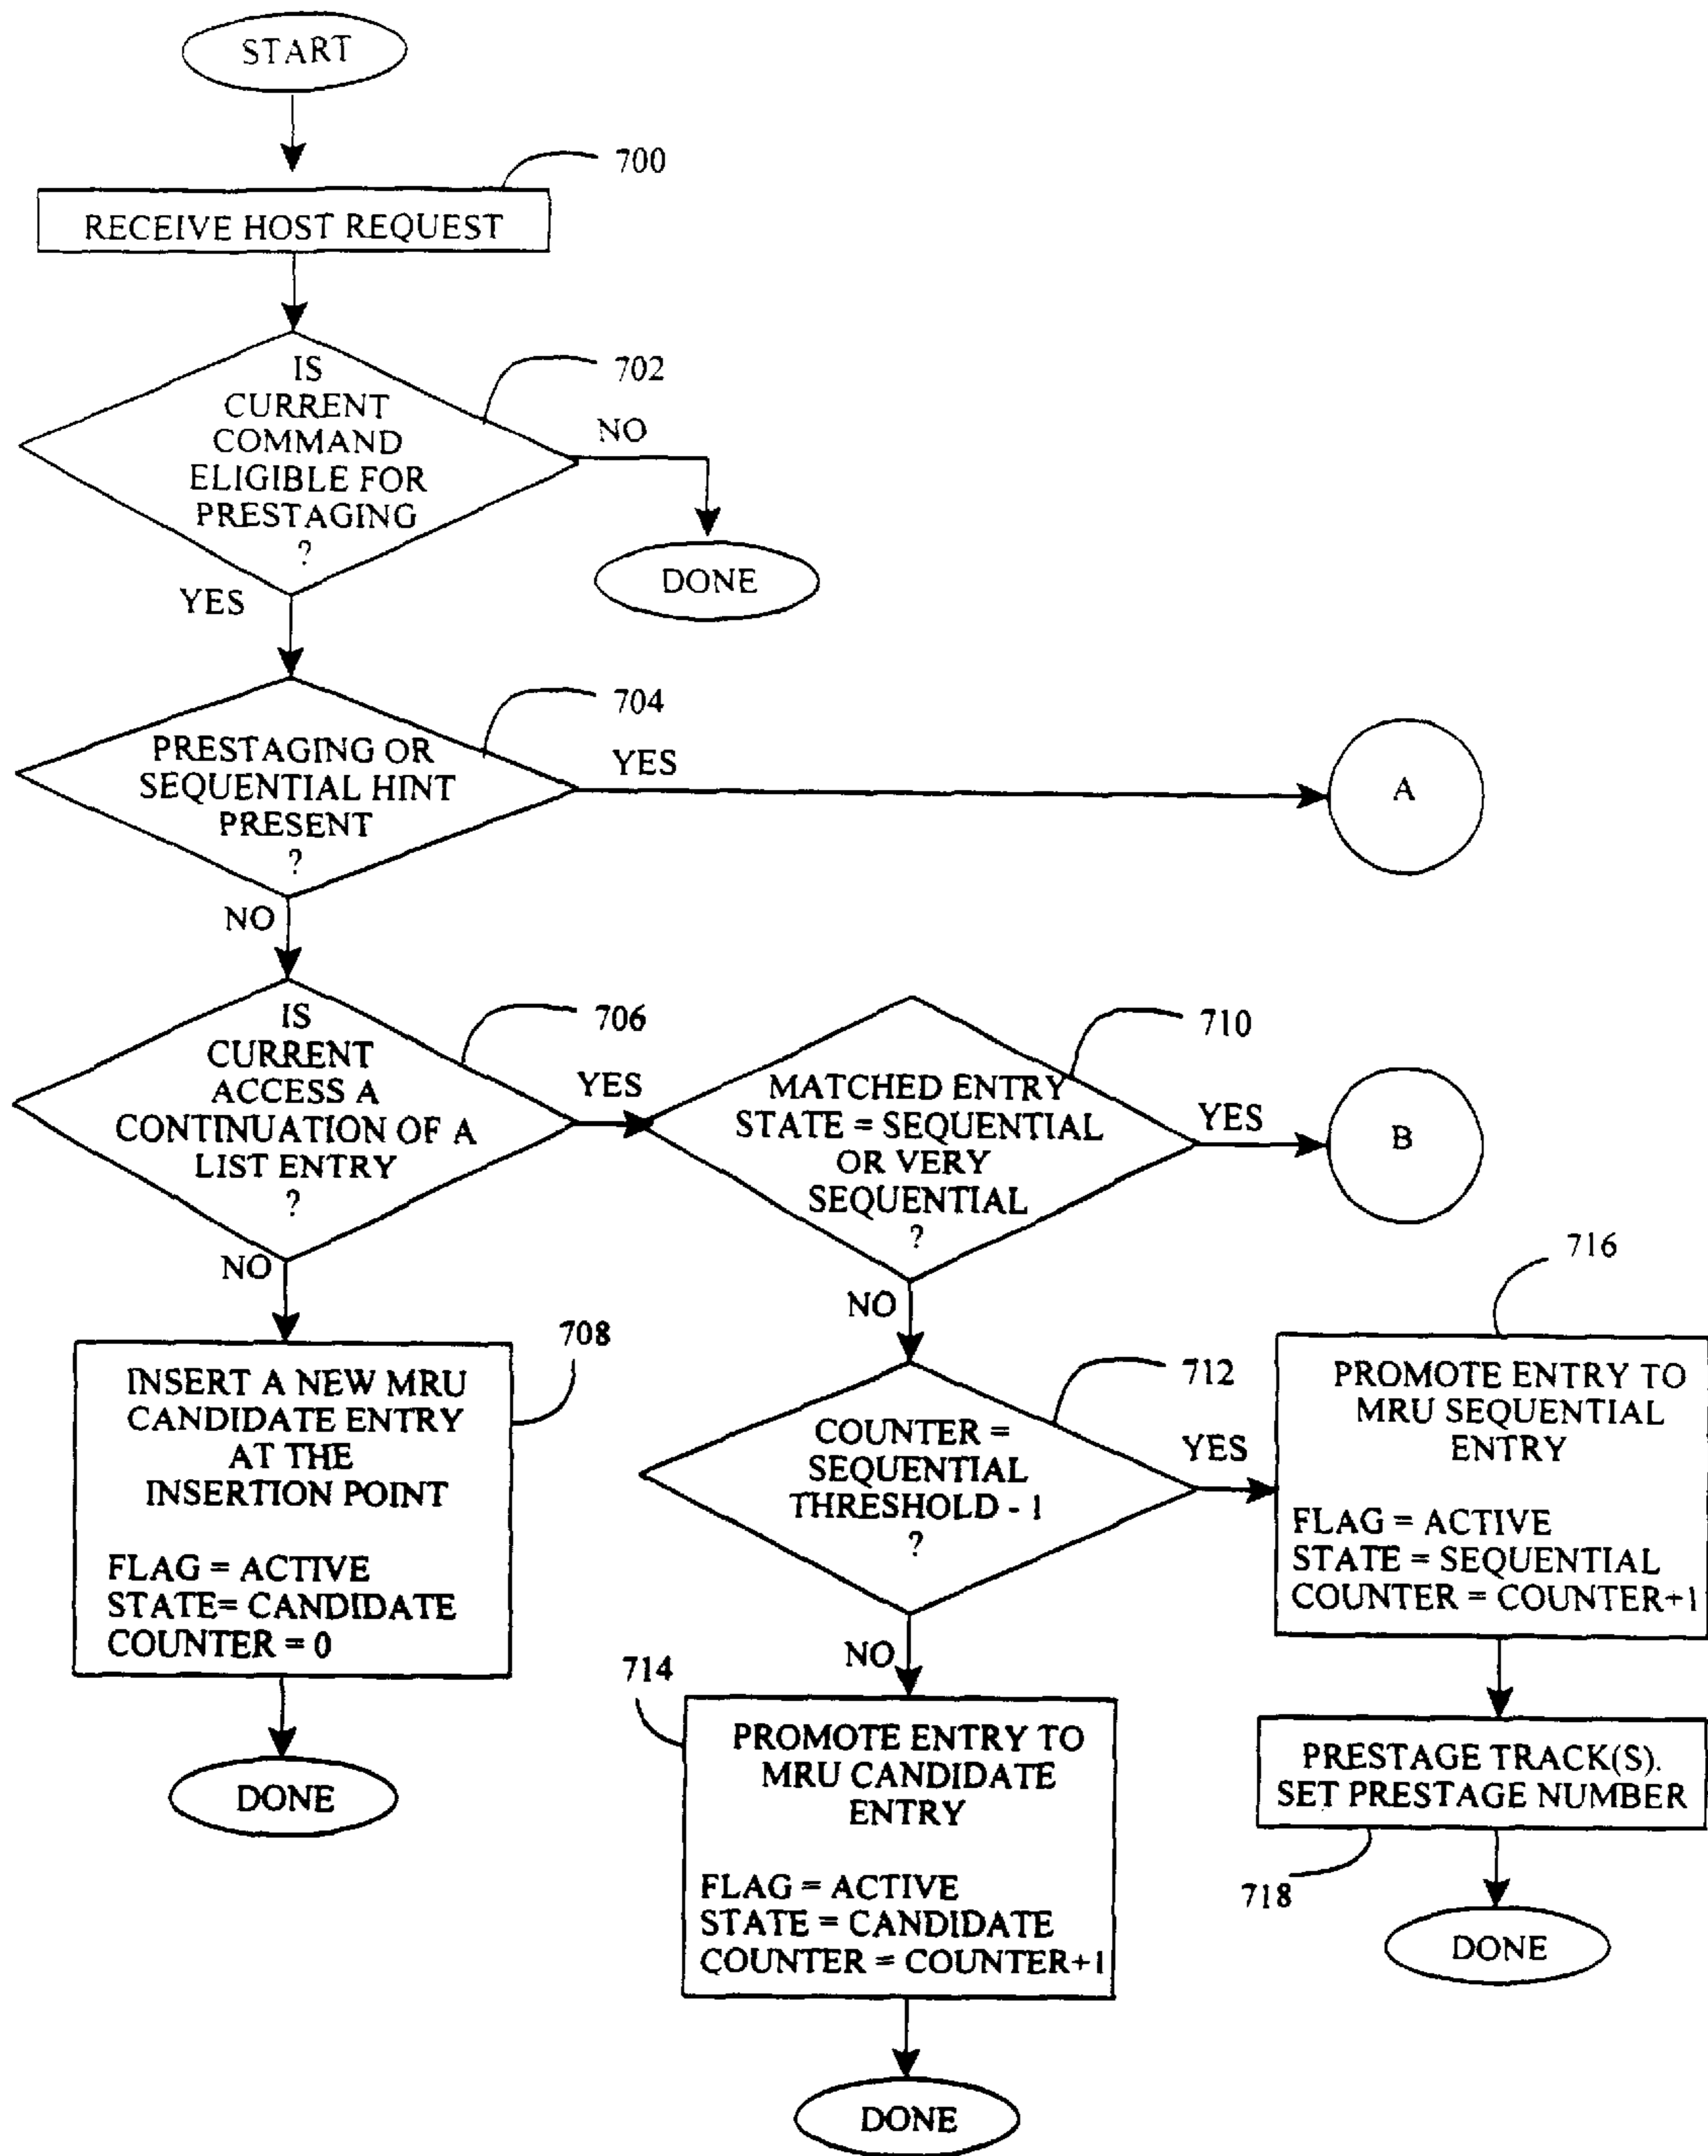 START
700
RECEIVE HOST REQUEST
IS
CURRENT
COMMAND
ELIGIBLE FOR
PRESTAGING
?
702
NO
DONE
YES
PRESTAGING OR
SEQUENTIAL HINT
PRESENT
?
704
YES
A
NO
IS
CURRENT
ACCESS A
CONTINUATION OF A
LIST ENTRY
?
706
YES
MATCHED ENTRY
STATE = SEQUENTIAL
OR VERY
SEQUENTIAL
?
710
YES
B
NO
708
INSERT A NEW MRU
CANDIDATE ENTRY
AT THE
INSERTION POINT
FLAG = ACTIVE
STATE= CANDIDATE
COUNTER = 0
DONE
NO
COUNTER =
SEQUENTIAL
THRESHOLD - 1
?
712
YES
716
PROMOTE ENTRY TO
MRU SEQUENTIAL
ENTRY
FLAG = ACTIVE
STATE = SEQUENTIAL
COUNTER = COUNTER+1
NO
714
PROMOTE ENTRY TO
MRU CANDIDATE
ENTRY
FLAG = ACTIVE
STATE = CANDIDATE
COUNTER = COUNTER+1
DONE
PRESTAGE TRACK(S).
SET PRESTAGE NUMBER
718
DONE